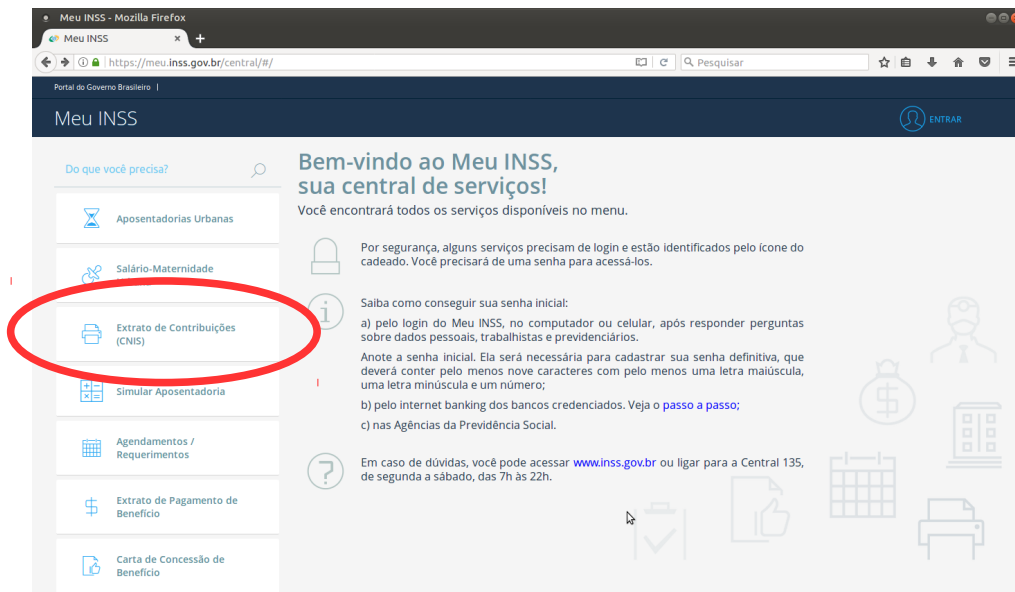 Meu INSS - Mozilla Firefox
Meu INSS
https://meu.inss.gov.br/central/#/
Pesquisar
Portal do Governo Brasileiro |
Meu INSS
ENTRAR
Do que você precisa?
Aposentadorias Urbanas
Salário-Maternidade
Extrato de Contribuições
(CNIS)
Simular Aposentadoria
Agendamentos /
Requerimentos
Extrato de Pagamento de
Benefício
Carta de Concessão de
Benefício
Bem-vindo ao Meu INSS,
sua central de serviços!
Você encontrará todos os serviços disponíveis no menu.
Por segurança, alguns serviços precisam de login e estão identificados pelo ícone do
cadeado. Você precisará de uma senha para acessá-los.
Saiba como conseguir sua senha inicial:
a) pelo login do Meu INSS, no computador ou celular, após responder perguntas
sobre dados pessoais, trabalhistas e previdenciários.
Anote a senha inicial. Ela será necessária para cadastrar sua senha definitiva, que
deverá conter pelo menos nove caracteres com pelo menos uma letra maiúscula,
uma letra minúscula e um número;
b) pelo internet banking dos bancos credenciados. Veja o passo a passo;
c) nas Agências da Previdência Social.
Em caso de dúvidas, você pode acessar www.inss.gov.br ou ligar para a Central 135,
de segunda a sábado, das 7h às 22h.